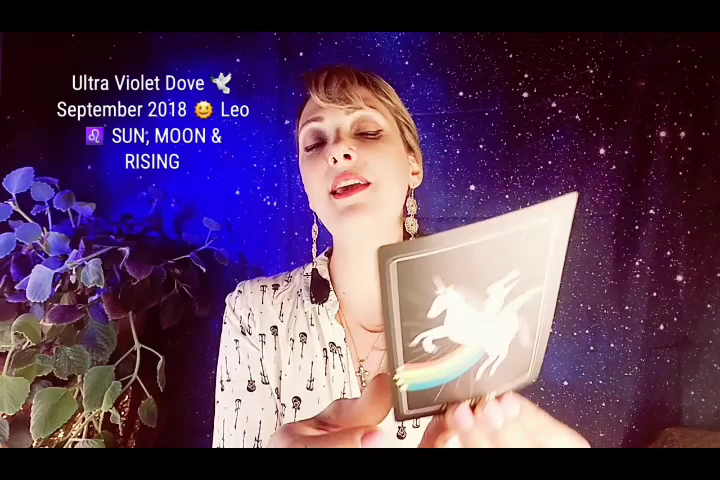 Ultra Violet Dove 🕊️
September 2018 🌞 Leo
♌ SUN; MOON &
RISING